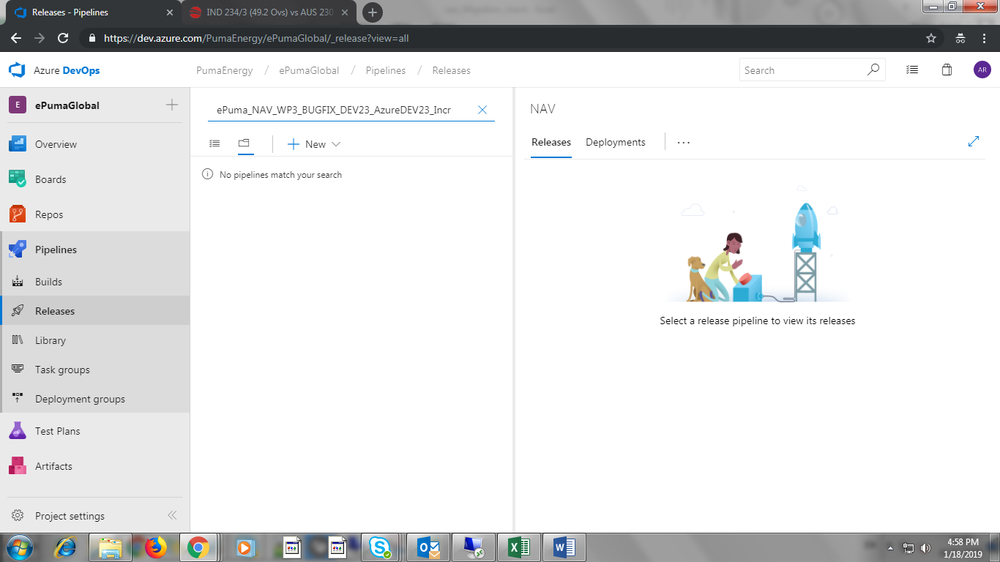 Releases - Pipelines
IND 234/3 (49.2 Ovs) vs AUS 230
https://dev.azure.com/PumaEnergy/ePumaGlobal/_release?view=all
Azure DevOps
PumaEnergy / ePumaGlobal / Pipelines / Releases
Search
AR
E
ePumaGlobal
Overview
Boards
Repos
Pipelines
Builds
Releases
Library
Task groups
Deployment groups
Test Plans
Artifacts
Project settings
ePuma_NAV_WP3_BUGFIX_DEV23_AzureDEV23_Incr
New
No pipelines match your search
NAV
Releases
Deployments
Select a release pipeline to view its releases
4:58 PM
1/18/2019